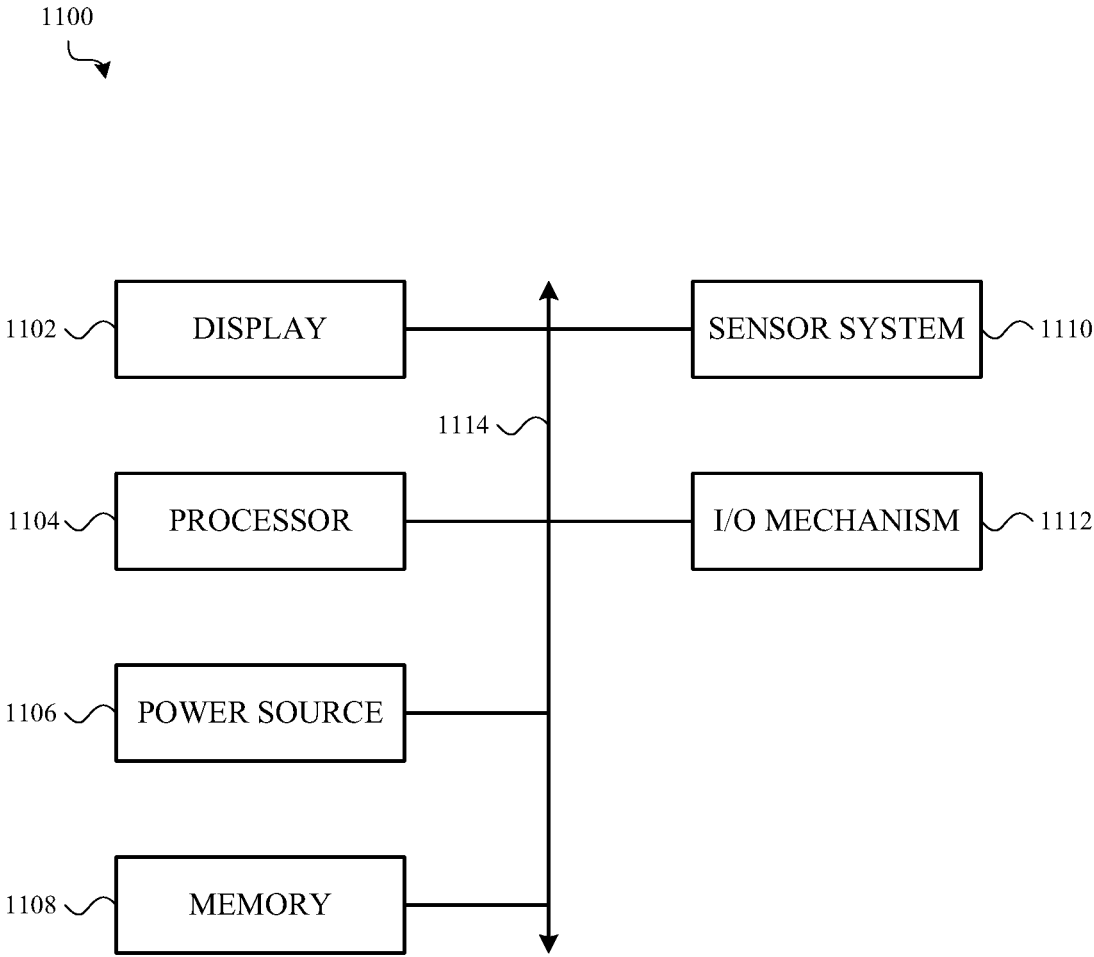 1100
1102 DISPLAY SENSOR SYSTEM 1110
1114
1104 PROCESSOR I/O MECHANISM 1112
1106 POWER SOURCE
1108 MEMORY